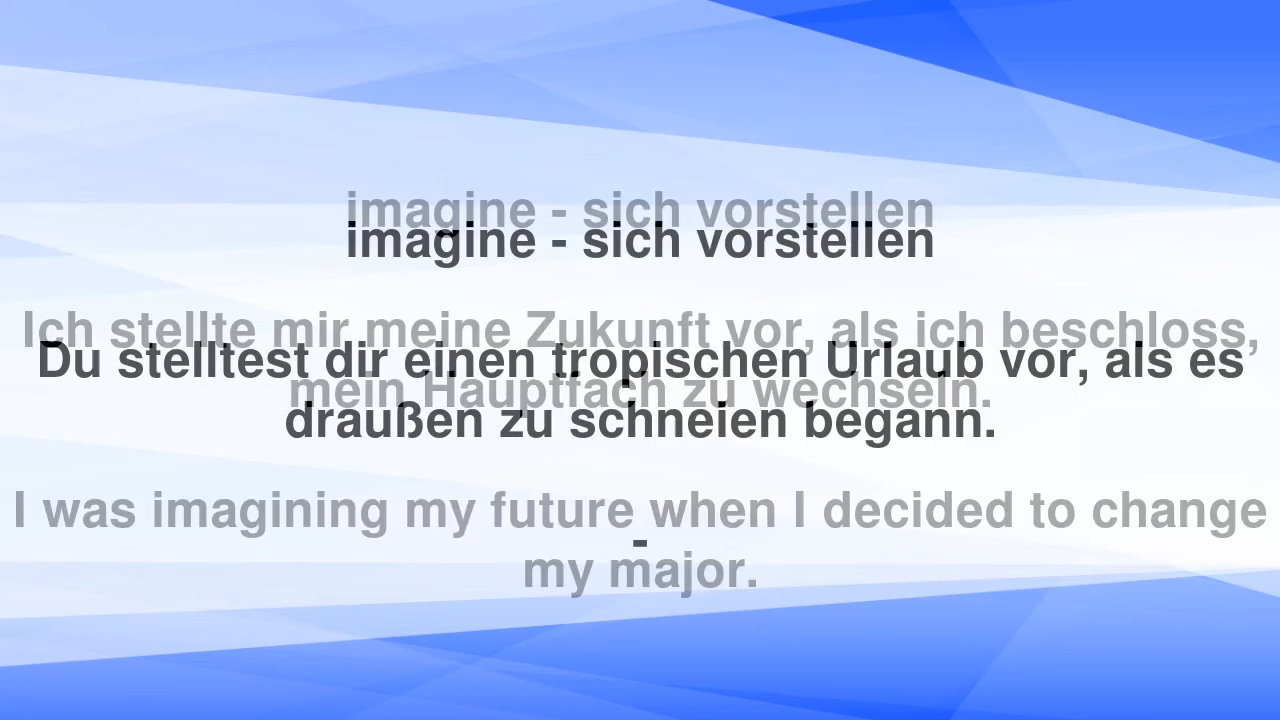 imagine - sich vorstellen
imagine - sich vorstellen
Ich stellte mir meine Zukunft vor, als ich beschloss,
Du stelltest dir einen tropischen Urlaub vor, als es
mein Hauptfach zu wechseln.
draußen zu schneien begann.
I was imagining my future when I decided to change
-
my major.